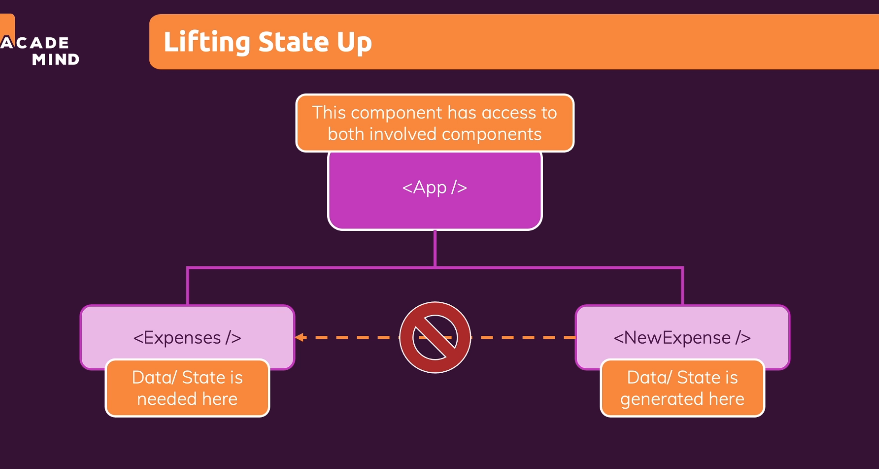 ACADE
MIND
Lifting State Up
This component has access to
both involved components
<App />
<Expenses />
<NewExpense />
Data/ State is
needed here
Data/ State is
generated here